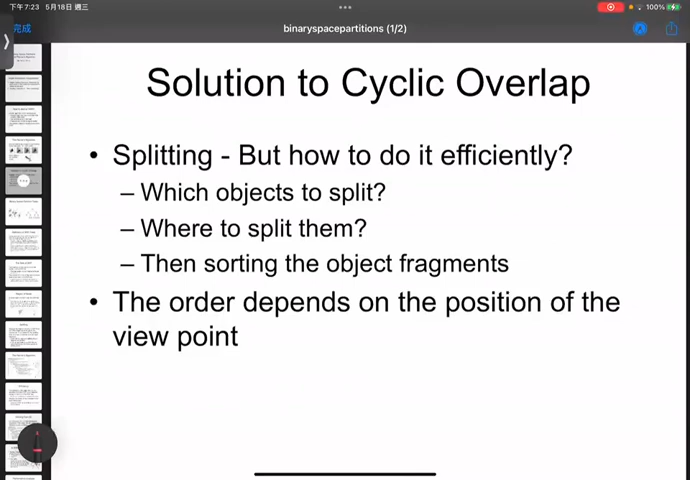 下午7:23 5月18日 週三
100%
完成
binaryspacepartitions (1/2)
Solution to Cyclic Overlap
• Splitting - But how to do it efficiently?
– Which objects to split?
– Where to split them?
– Then sorting the object fragments
• The order depends on the position of the
view point